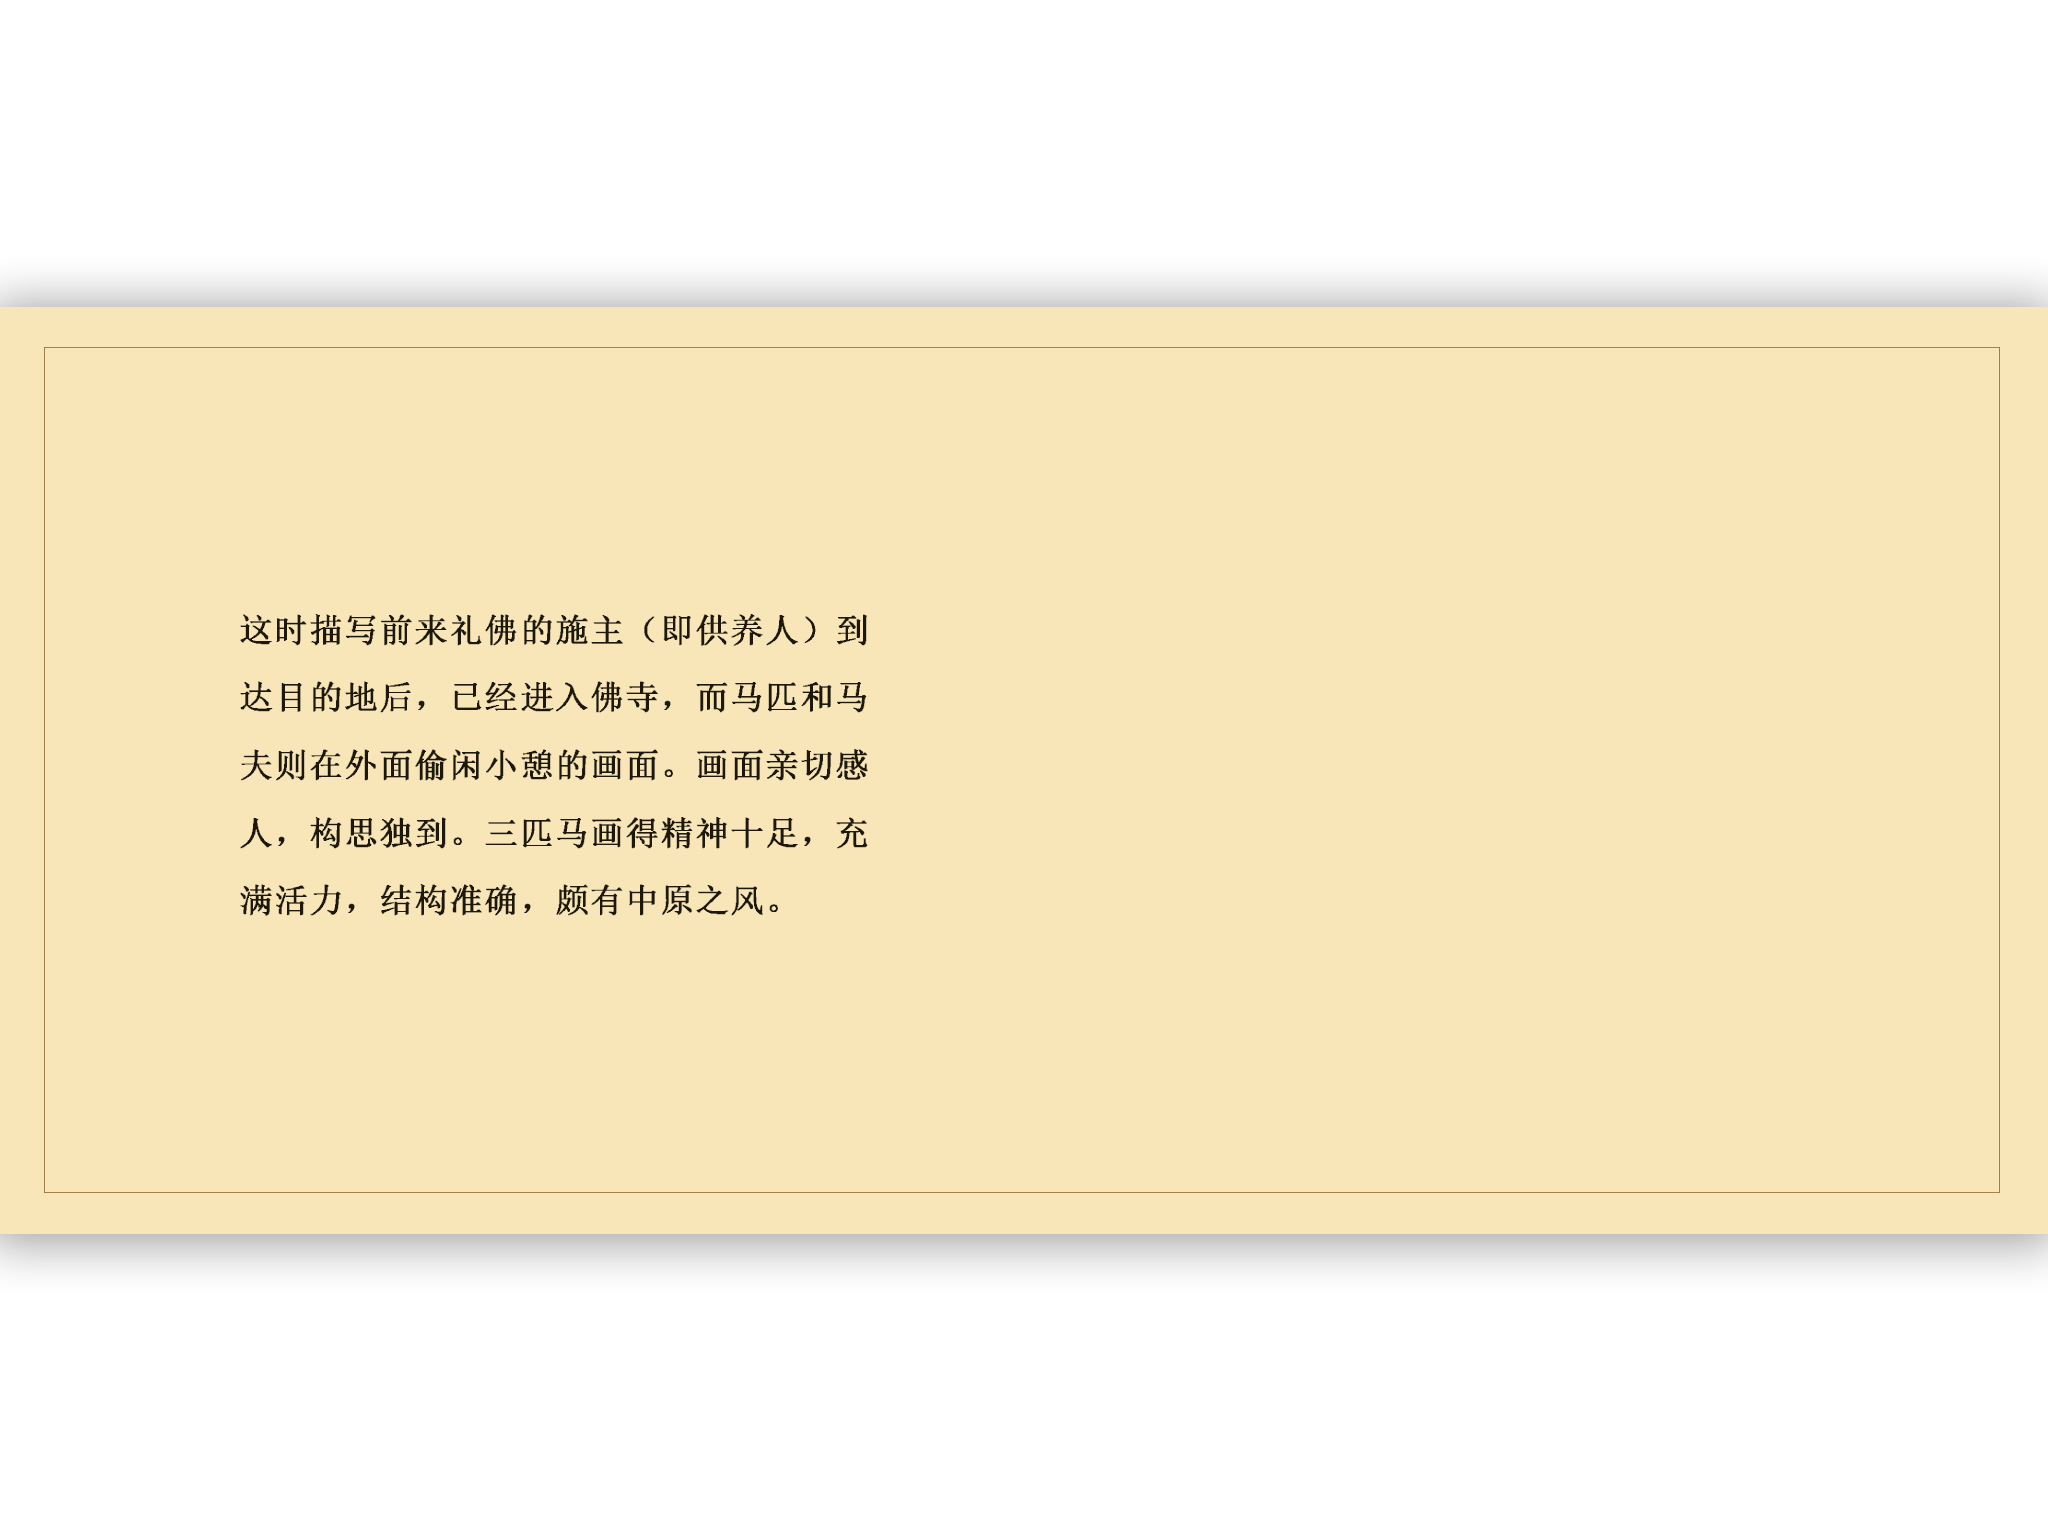 这时描写前来礼佛的施主（即供养人）到
达目的地后，已经进入佛寺，而马匹和马
夫则在外面偷闲小憩的画面。画面亲切感
人，构思独到。三匹马画得精神十足，充
满活力，结构准确，颇有中原之风。